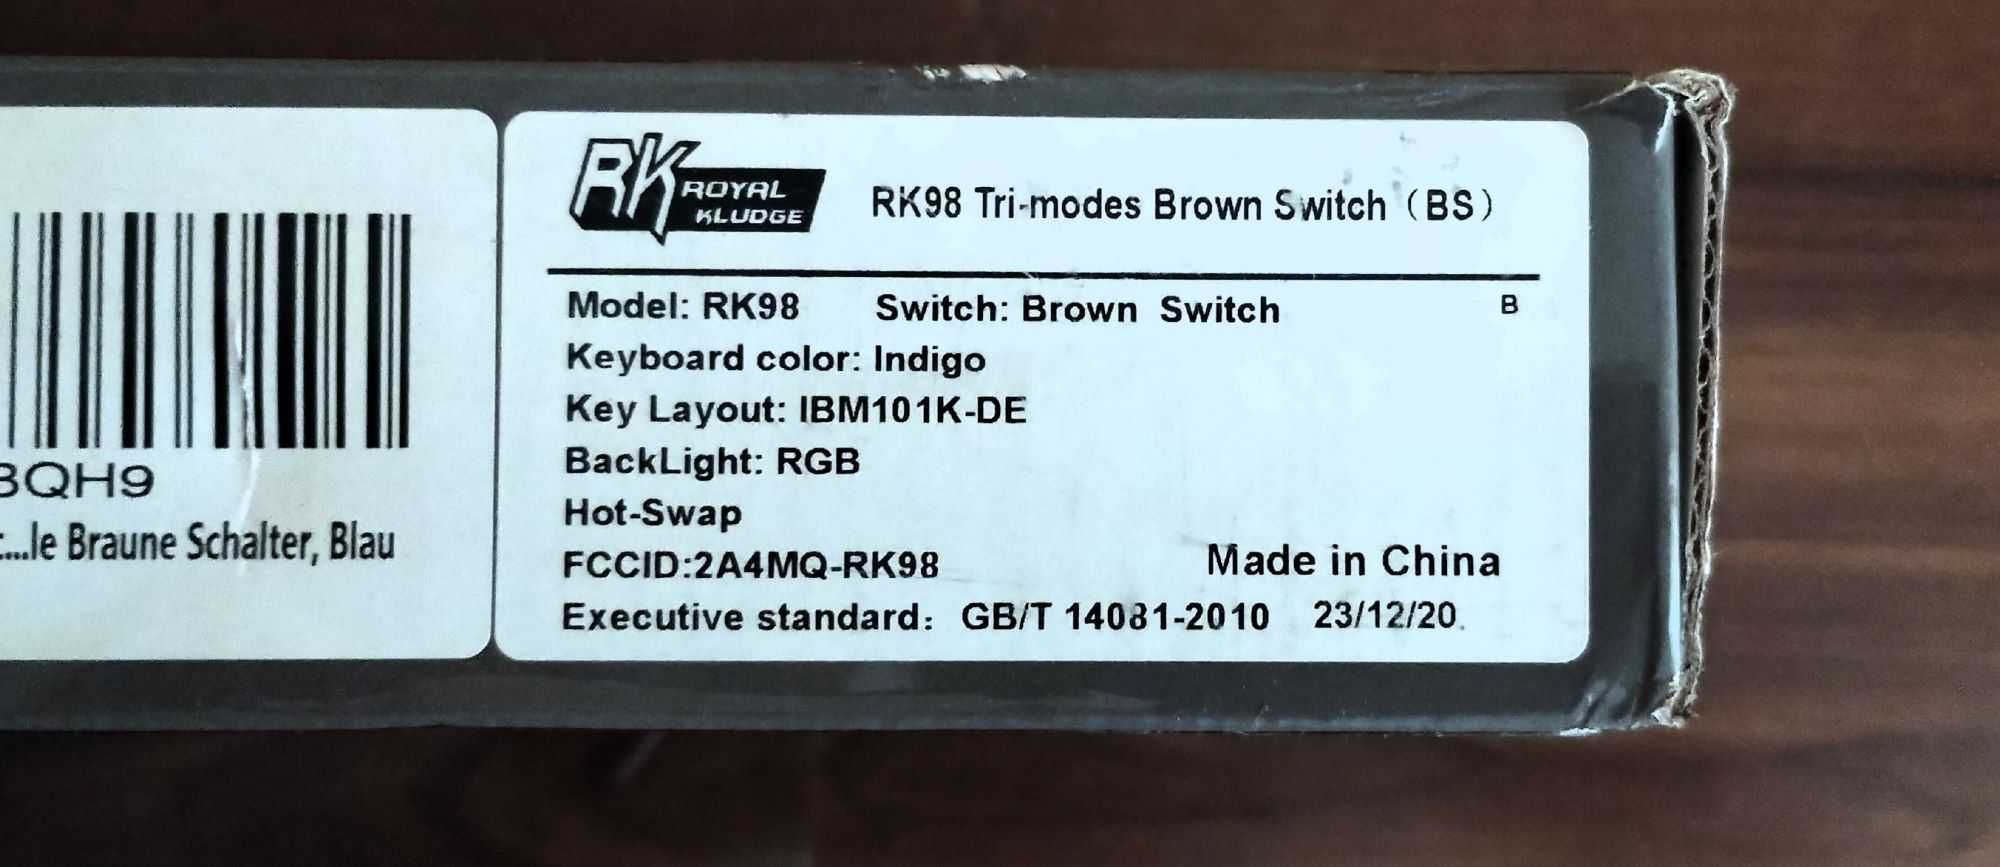 BQH9
...le Braune Schalter, Blau
RK ROYAL KLUDGE
RK98 Tri-modes Brown Switch（BS）
Model: RK98 Switch: Brown Switch B
Keyboard color: Indigo
Key Layout: IBM101K-DE
BackLight: RGB
Hot-Swap
FCCID:2A4MQ-RK98
Made in China
Executive standard: GB/T 14081-2010 23/12/20